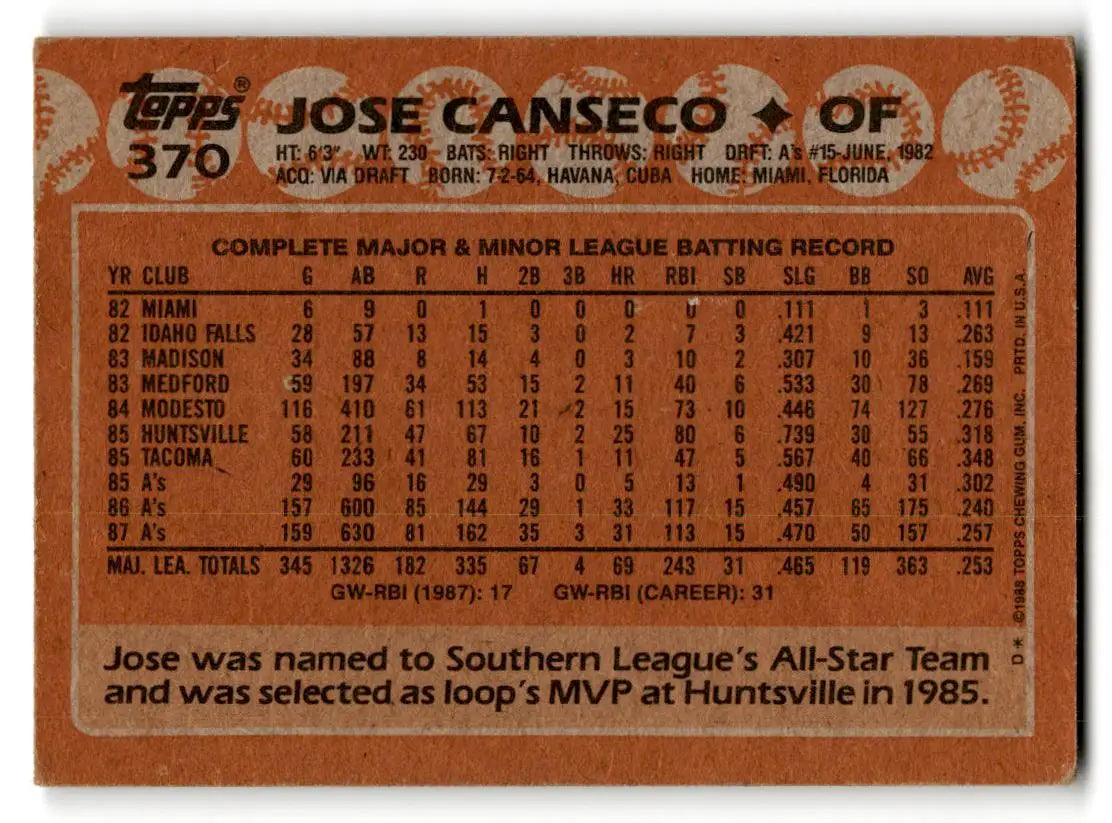 topps® JOSE CANSECO ✦ OF
370 HT: 6'3" WT: 230 BATS: RIGHT THROWS: RIGHT DRFT: A's #15-JUNE, 1982
ACQ: VIA DRAFT BORN: 7-2-64, HAVANA, CUBA HOME: MIAMI, FLORIDA
COMPLETE MAJOR & MINOR LEAGUE BATTING RECORD
YR CLUB G AB R H 2B 3B HR RBI SB SLG BB SO AVG
82 MIAMI 6 9 0 1 0 0 0 0 0 .111 1 3 .111
82 IDAHO FALLS 28 57 13 15 3 0 2 7 3 .421 9 13 .263
83 MADISON 34 88 8 14 4 0 3 10 2 .307 10 36 .159
83 MEDFORD 59 197 34 53 15 2 11 40 6 .533 30 78 .269
84 MODESTO 116 410 61 113 21 2 15 73 10 .446 74 127 .276
85 HUNTSVILLE 58 211 47 67 10 2 25 80 6 .739 30 55 .318
85 TACOMA 60 233 41 81 16 1 11 47 5 .567 40 66 .348
85 A's 29 96 16 29 3 0 5 13 1 .490 4 31 .302
86 A's 157 600 85 144 29 1 33 117 15 .457 65 175 .240
87 A's 159 630 81 162 35 3 31 113 15 .470 50 157 .257
MAJ. LEA. TOTALS 345 1326 182 335 67 4 69 243 31 .465 119 363 .253
GW-RBI (1987): 17 GW-RBI (CAREER): 31
Jose was named to Southern League's All-Star Team
and was selected as loop's MVP at Huntsville in 1985.
D* ©1988 TOPPS CHEWING GUM, INC. PRTD. IN U.S.A.